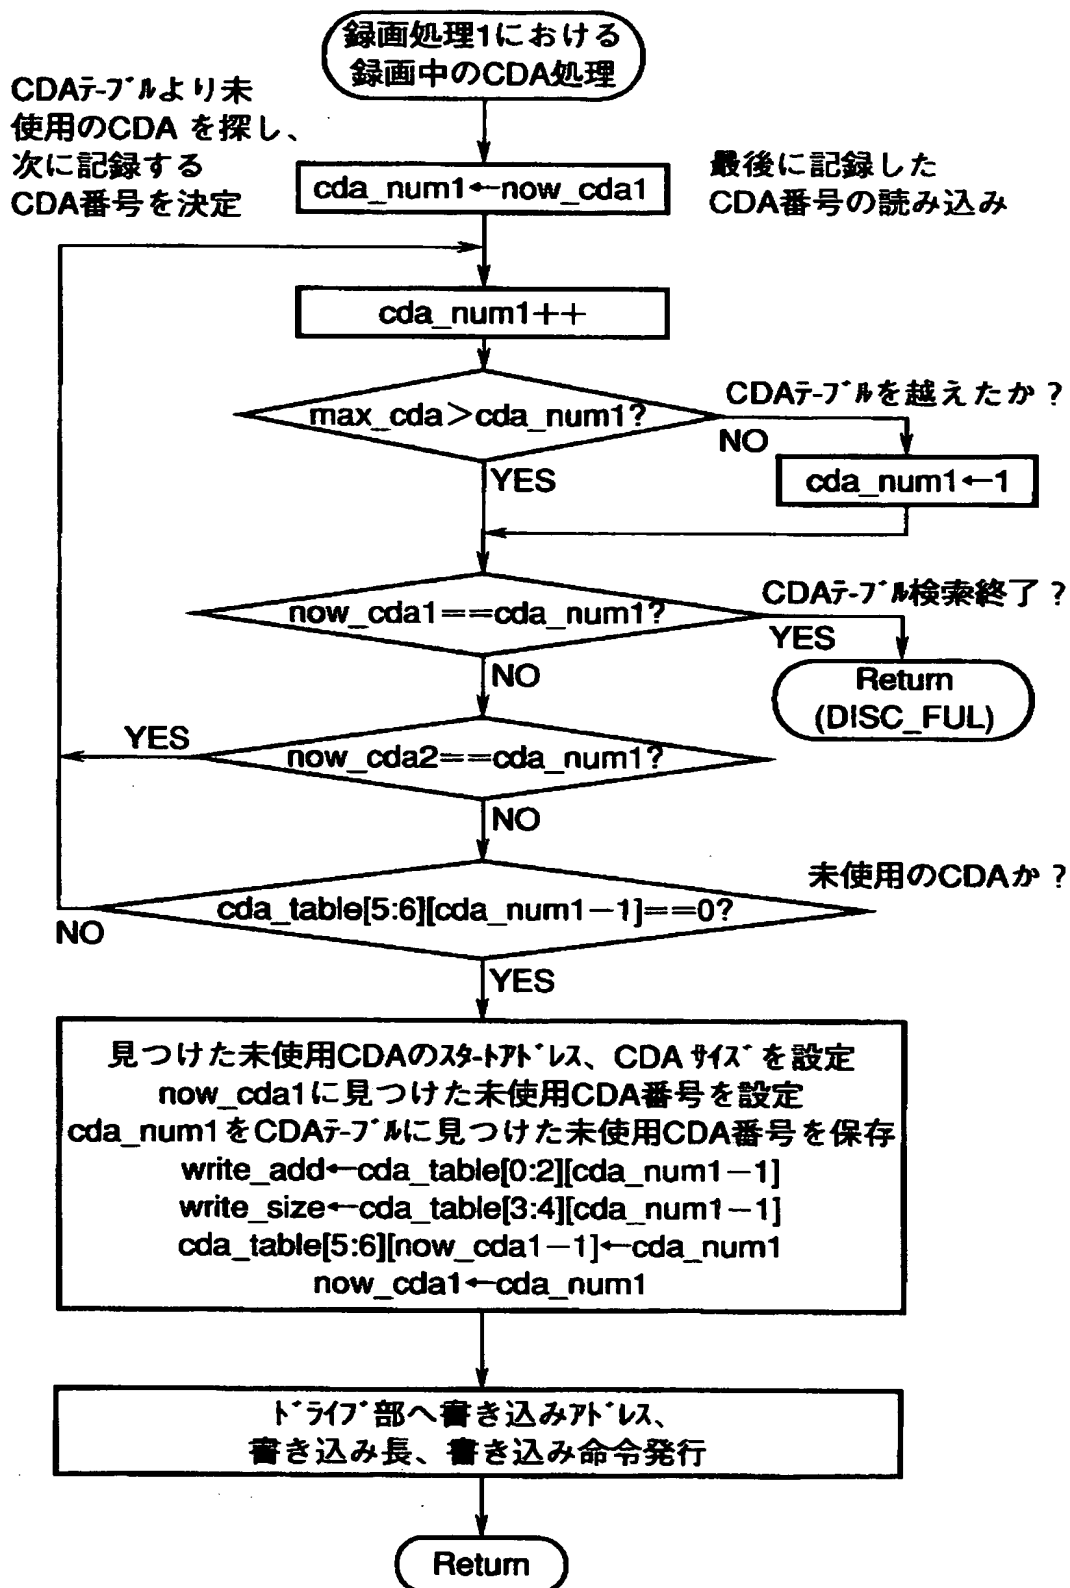 録画処理1における
録画中のCDA処理
CDAテーブルより未
使用のCDA を探し、
次に記録する
CDA番号を決定
cda_num1←now_cda1
最後に記録した
CDA番号の読み込み
cda_num1++
max_cda>cda_num1?
CDAテーブルを越えたか?
NO
YES
cda_num1←1
now_cda1==cda_num1?
CDAテーブル検索終了?
YES
NO
Return
(DISC_FUL)
YES
now_cda2==cda_num1?
NO
未使用のCDAか?
cda_table[5:6][cda_num1−1]==0?
NO
YES
見つけた未使用CDAのスタートアドレス、CDA サイズを設定
now_cda1に見つけた未使用CDA番号を設定
cda_num1をCDAテーブルに見つけた未使用CDA番号を保存
write_add←cda_table[0:2][cda_num1−1]
write_size←cda_table[3:4][cda_num1−1]
cda_table[5:6][now_cda1−1]←cda_num1
now_cda1←cda_num1
ドライブ部へ書き込みアドレス、
書き込み長、書き込み命令発行
Return